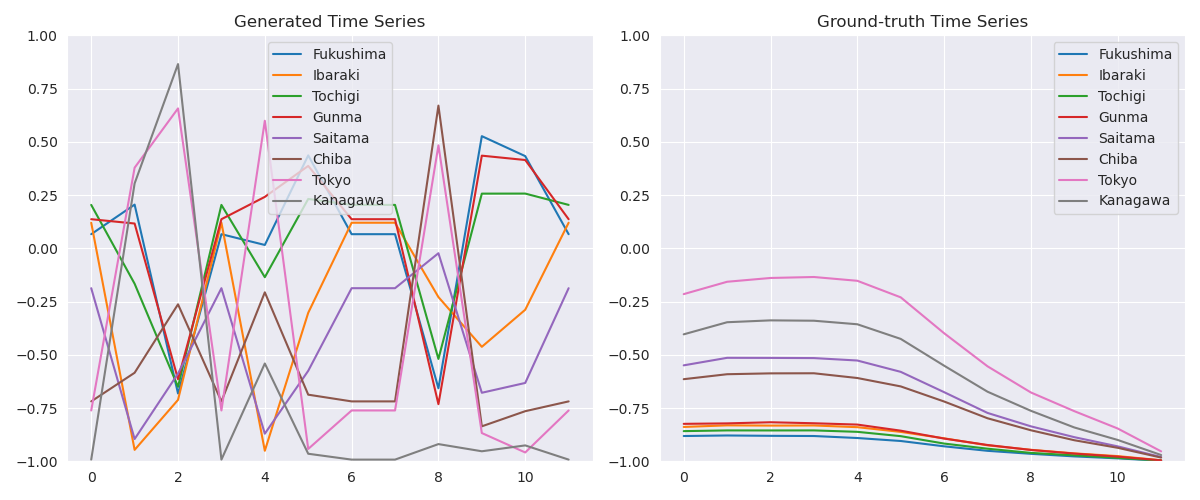 Generated Time Series
1.00
0.75
0.50
0.25
0.00
−0.25
−0.50
−0.75
−1.00
0 2 4 6 8 10
Fukushima
Ibaraki
Tochigi
Gunma
Saitama
Chiba
Tokyo
Kanagawa
Ground-truth Time Series
1.00
0.75
0.50
0.25
0.00
−0.25
−0.50
−0.75
−1.00
0 2 4 6 8 10
Fukushima
Ibaraki
Tochigi
Gunma
Saitama
Chiba
Tokyo
Kanagawa